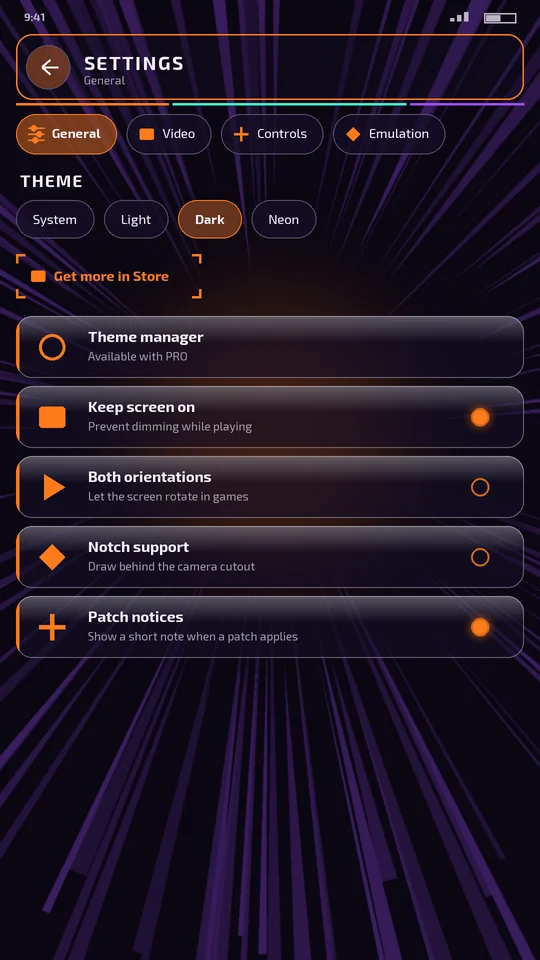 9:41
SETTINGS
General
General Video Controls Emulation
THEME
System Light Dark Neon
Get more in Store
Theme manager
Available with PRO
Keep screen on
Prevent dimming while playing
Both orientations
Let the screen rotate in games
Notch support
Draw behind the camera cutout
Patch notices
Show a short note when a patch applies